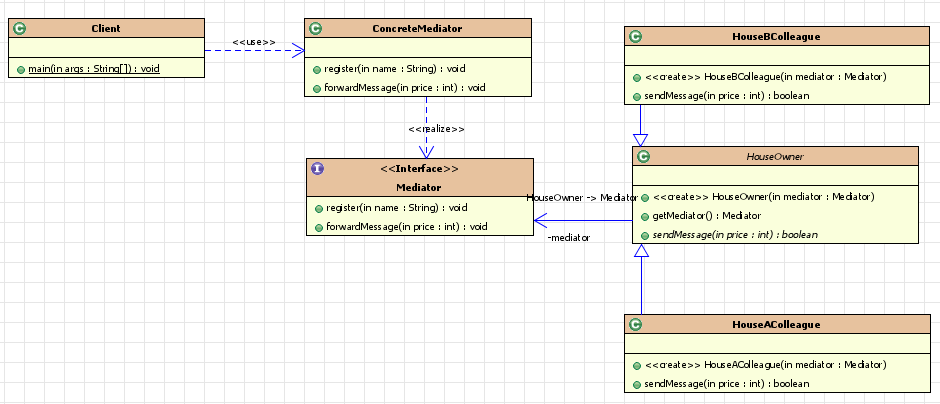 Client
main(in args : String[]) : void
<<use>>
ConcreteMediator
register(in name : String) : void
forwardMessage(in price : int) : void
<<realize>>
<<Interface>>
Mediator
register(in name : String) : void
forwardMessage(in price : int) : void
HouseOwner -> Mediator
-mediator
HouseBColleague
<<create>> HouseBColleague(in mediator : Mediator)
sendMessage(in price : int) : boolean
HouseOwner
<<create>> HouseOwner(in mediator : Mediator)
getMediator() : Mediator
sendMessage(in price : int) : boolean
HouseAColleague
<<create>> HouseAColleague(in mediator : Mediator)
sendMessage(in price : int) : boolean